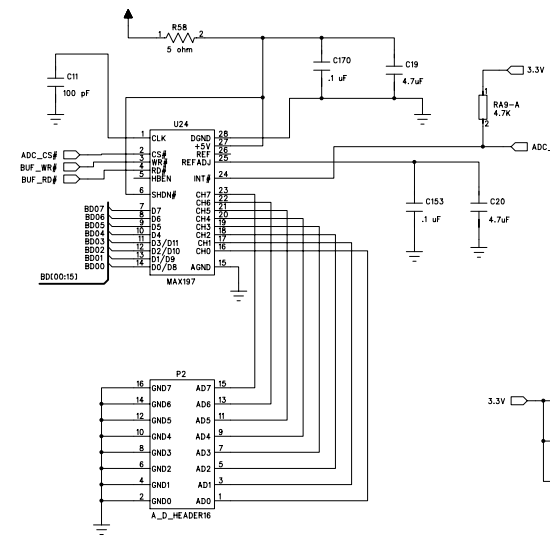 R58
1 2
5 ohm
C11
100 pF
C170
.1 uF
C19
4.7uF
3.3V
1
RA9-A
4.7K
2
U24
1 CLK DGND 28
+5V 27
ADC_CS# 2 CS# REF 26
BUF_WR# 3 WR# REFADJ 25
BUF_RD# 4 RD#
5 HBEN INT# 24 ADC_
6 SHDN# CH7 23
CH6 22
BD07 7 D7 CH5 21
BD06 8 D6 CH4 20
BD05 9 D5 CH3 19
BD04 10 D4 CH2 18
BD03 11 D3/D11 CH1 17
BD02 12 D2/D10 CH0 16
BD01 13 D1/D9
BD00 14 D0/D8 AGND 15
BD[00:15]
MAX197
C153
.1 uF
C20
4.7uF
P2
16 GND7 AD7 15
14 GND6 AD6 13
12 GND5 AD5 11
10 GND4 AD4 9
8 GND3 AD3 7
6 GND2 AD2 5
4 GND1 AD1 3
2 GND0 AD0 1
A_D_HEADER16
3.3V